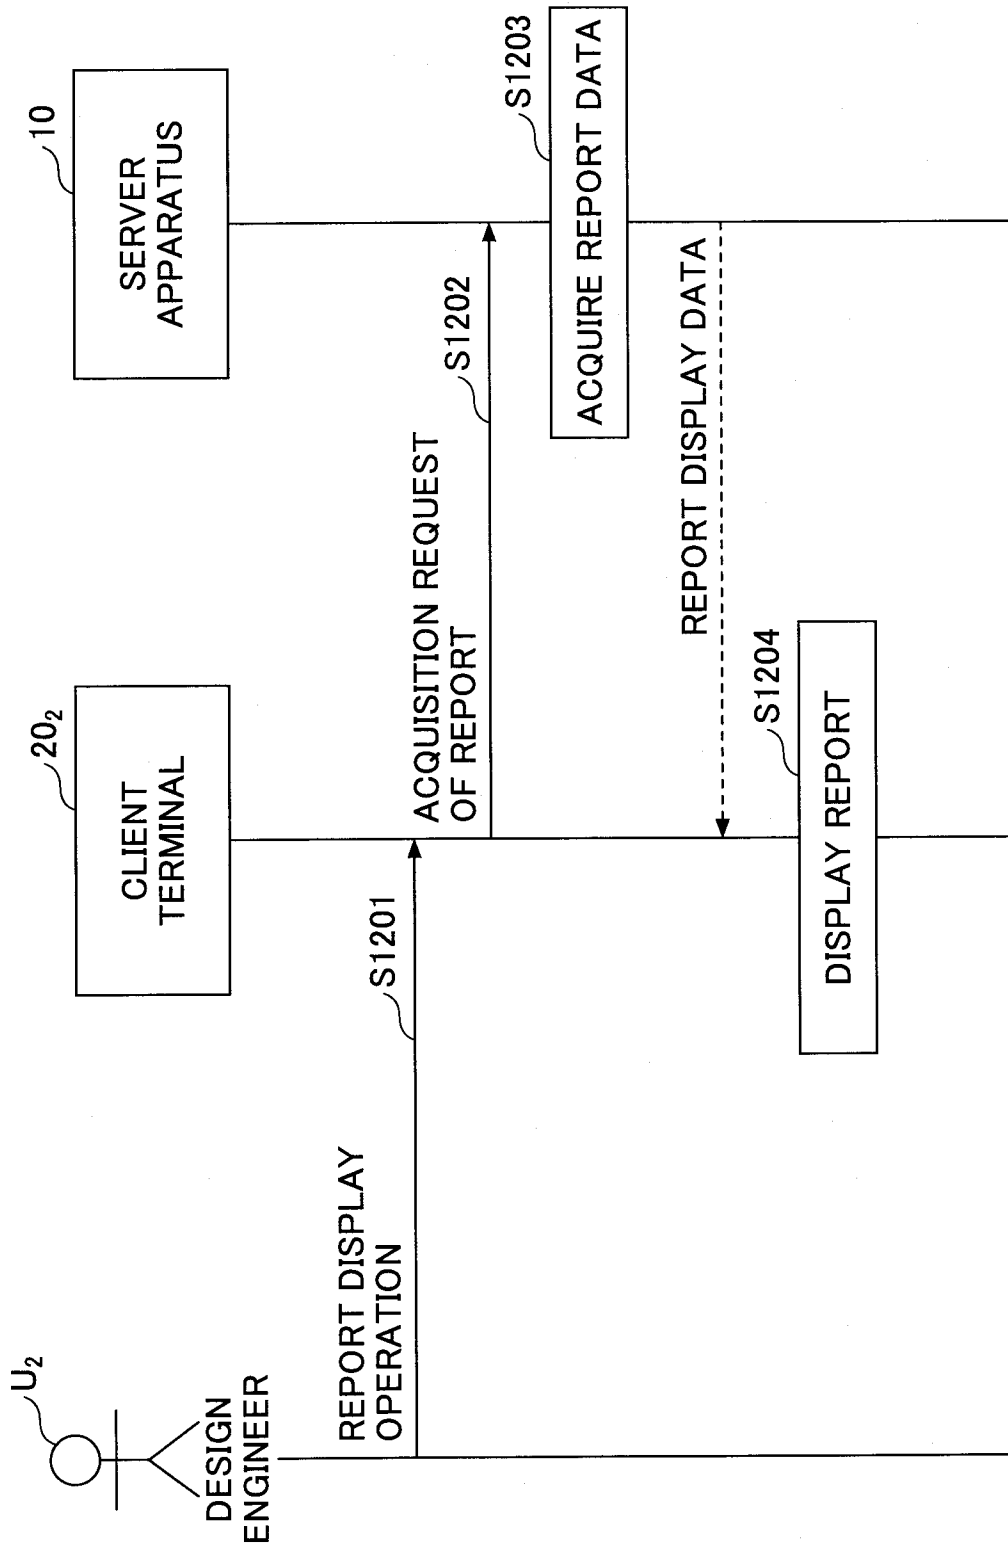 U2
DESIGN
ENGINEER
202
CLIENT
TERMINAL
10
SERVER
APPARATUS
REPORT DISPLAY
OPERATION
S1201
ACQUISITION REQUEST
OF REPORT
S1202
S1203
ACQUIRE REPORT DATA
REPORT DISPLAY DATA
S1204
DISPLAY REPORT